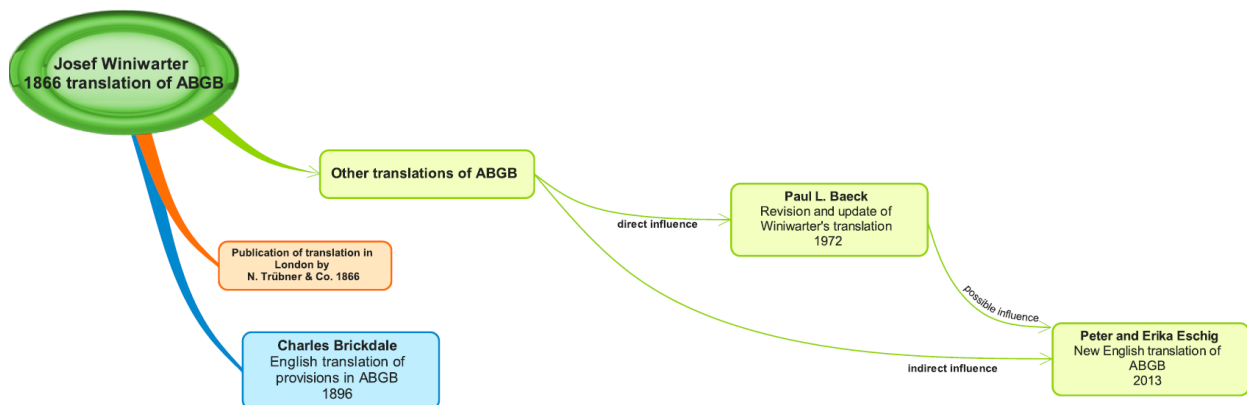 Josef Winiwarter
1866 translation of ABGB
Other translations of ABGB
direct influence
Paul L. Baeck
Revision and update of
Winiwarter's translation
1972
Publication of translation in
London by
N. Trübner & Co. 1866
possible influence
Charles Brickdale
English translation of
provisions in ABGB
1896
indirect influence
Peter and Erika Eschig
New English translation of
ABGB
2013